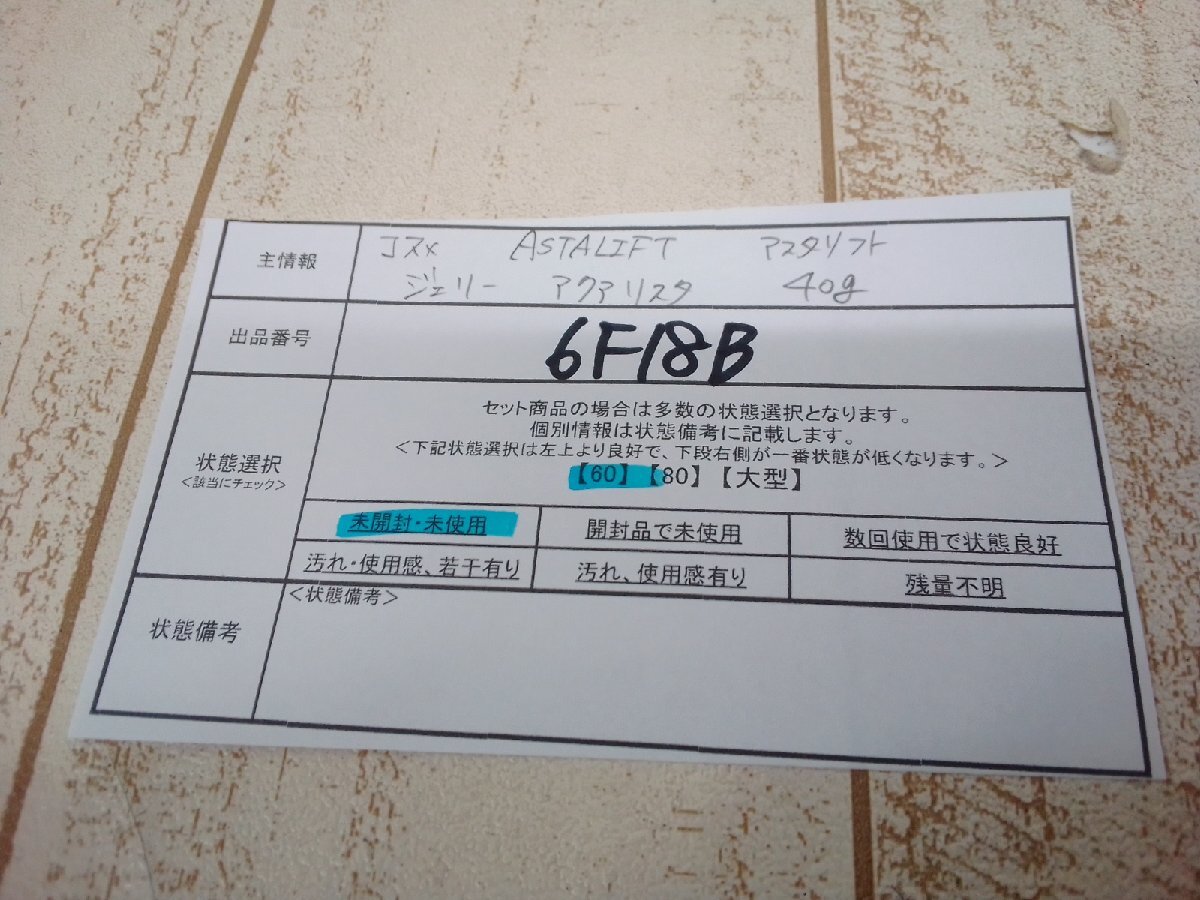 主情報
コスメ ASTALIFT アスタリフト
ジェリー アクアリスタ 40g
出品番号
6F18B
状態選択
<該当にチェック>
セット商品の場合は多数の状態選択となります。
個別情報は状態備考に記載します。
<下記状態選択は左上より良好で、下段右側が一番状態が低くなります。>
【60】【80】【大型】
未開封・未使用 開封品で未使用 数回使用で状態良好
汚れ・使用感、若干有り 汚れ、使用感有り 残量不明
状態備考
<状態備考>